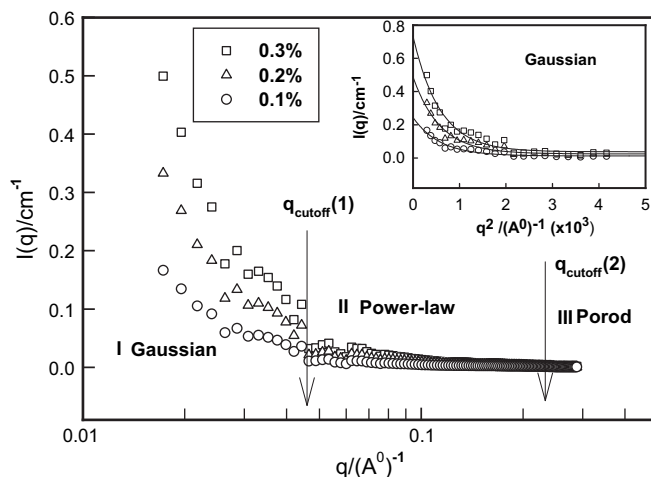 0.6
0.5
0.4
0.3
0.2
0.1
0.0
I(q)/cm⁻¹
0.3%
0.2%
0.1%
0.8
0.6
0.4
0.2
0.0
I(q)/cm⁻¹
Gaussian
0 1 2 3 4 5
q² /(A⁰)⁻¹ (x10³)
q_cutoff(1)
q_cutoff(2)
II Power-law
III Porod
I Gaussian
0.01 0.1
q/(A⁰)⁻¹